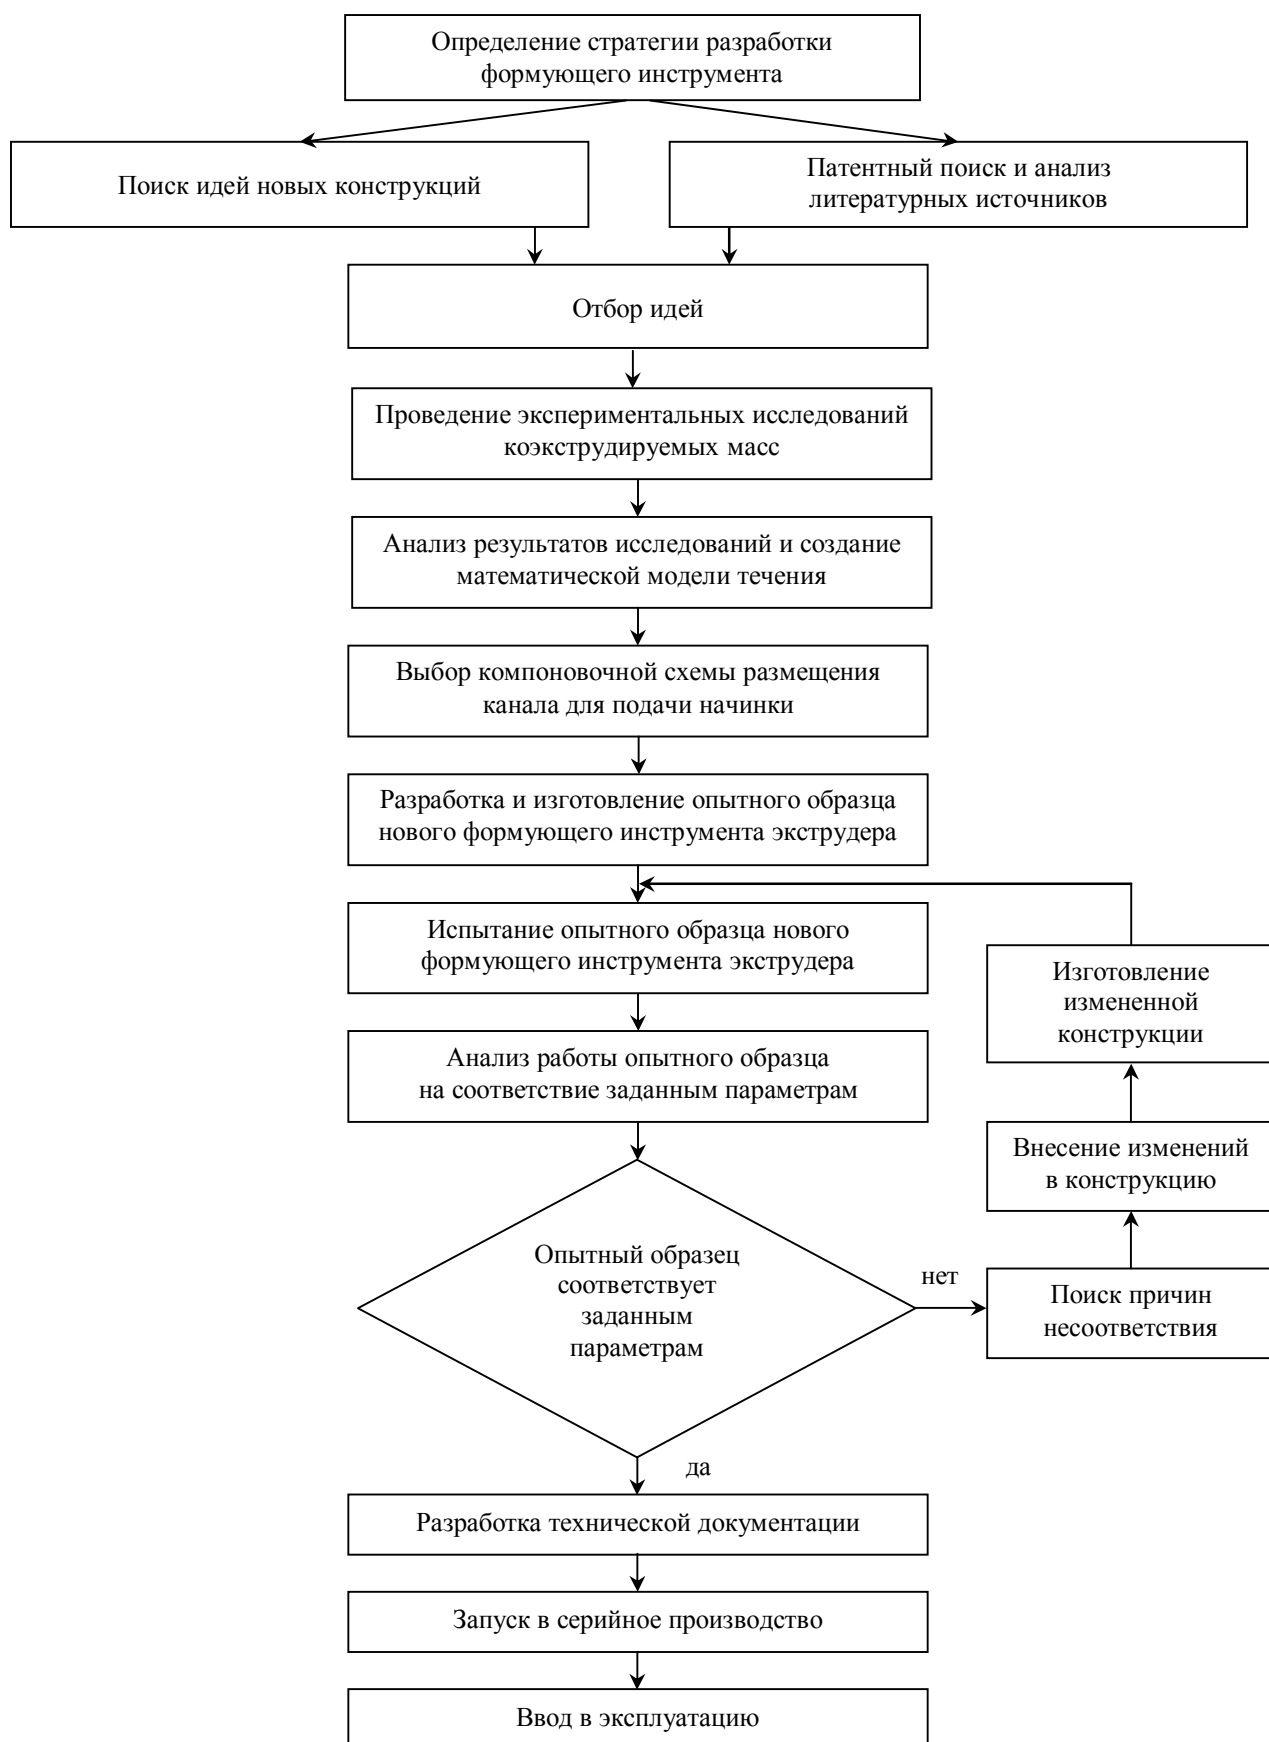 Определение стратегии разработки
формующего инструмента
Поиск идей новых конструкций
Патентный поиск и анализ
литературных источников
Отбор идей
Проведение экспериментальных исследований
коэкструдируемых масс
Анализ результатов исследований и создание
математической модели течения
Выбор компоновочной схемы размещения
канала для подачи начинки
Разработка и изготовление опытного образца
нового формующего инструмента экструдера
Испытание опытного образца нового
формующего инструмента экструдера
Анализ работы опытного образца
на соответствие заданным параметрам
Опытный образец
соответствует
заданным
параметрам
нет
Поиск причин
несоответствия
Внесение изменений
в конструкцию
Изготовление
измененной
конструкции
да
Разработка технической документации
Запуск в серийное производство
Ввод в эксплуатацию